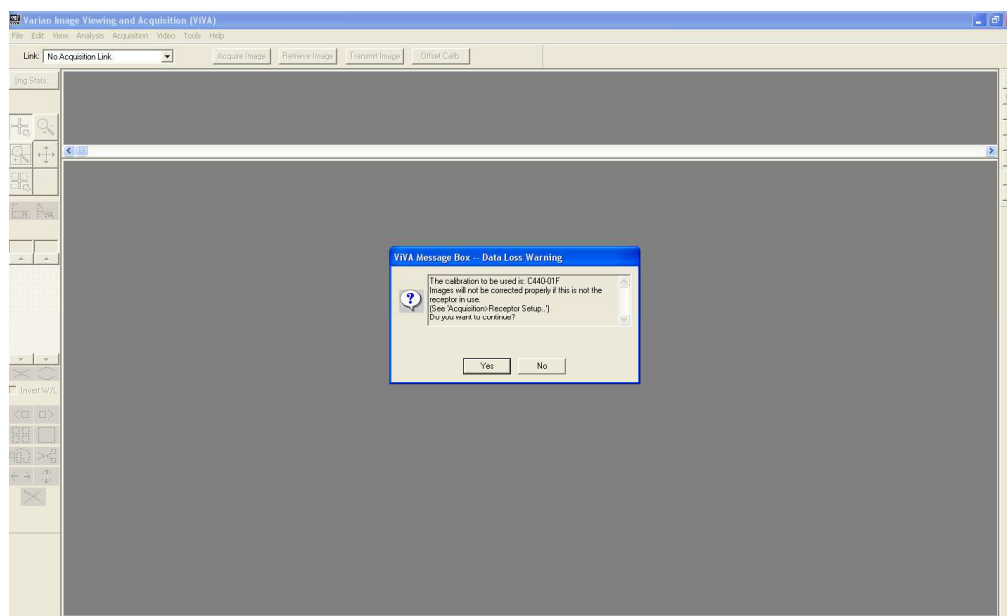 Varian Image Viewing and Acquisition (ViVA)
File Edit View Analysis Acquisition Video Tools Help
Link: No Acquisition Link Acquire Image Retrieve Image Transmit Image Offset Calib
Img Stats...
ViVA Message Box -- Data Loss Warning
The calibration to be used is: C440-01F
Images will not be corrected properly if this is not the
receptor in use.
(See 'Acquisition>Receptor Setup..')
Do you want to continue?
Yes No
Invert W/L